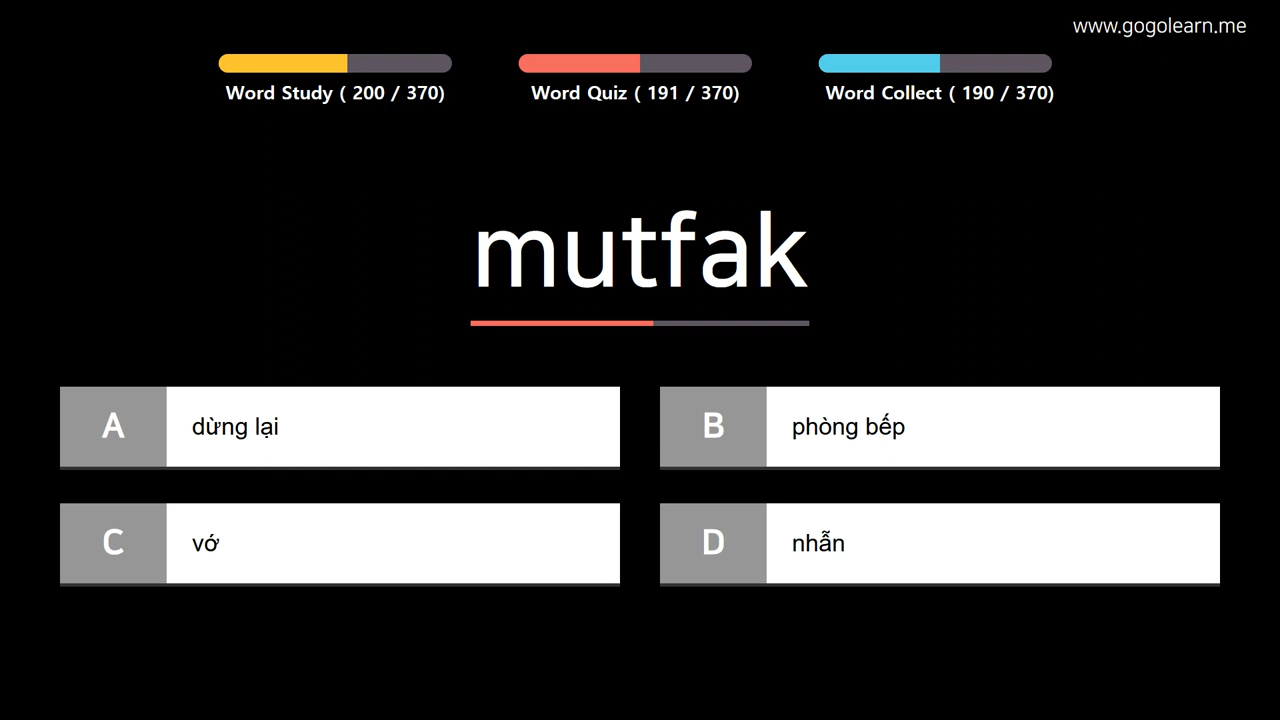 www.gogolearn.me
Word Study ( 200 / 370)
Word Quiz ( 191 / 370)
Word Collect ( 190 / 370)
mutfak
A dừng lại
B phòng bếp
C vớ
D nhẫn